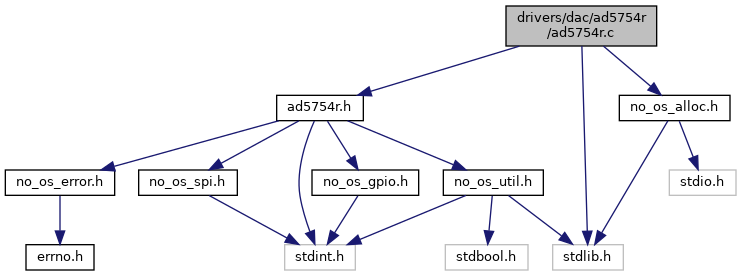 drivers/dac/ad5754r
/ad5754r.c
ad5754r.h
no_os_alloc.h
no_os_error.h
no_os_spi.h
no_os_gpio.h
no_os_util.h
stdio.h
errno.h
stdint.h
stdbool.h
stdlib.h